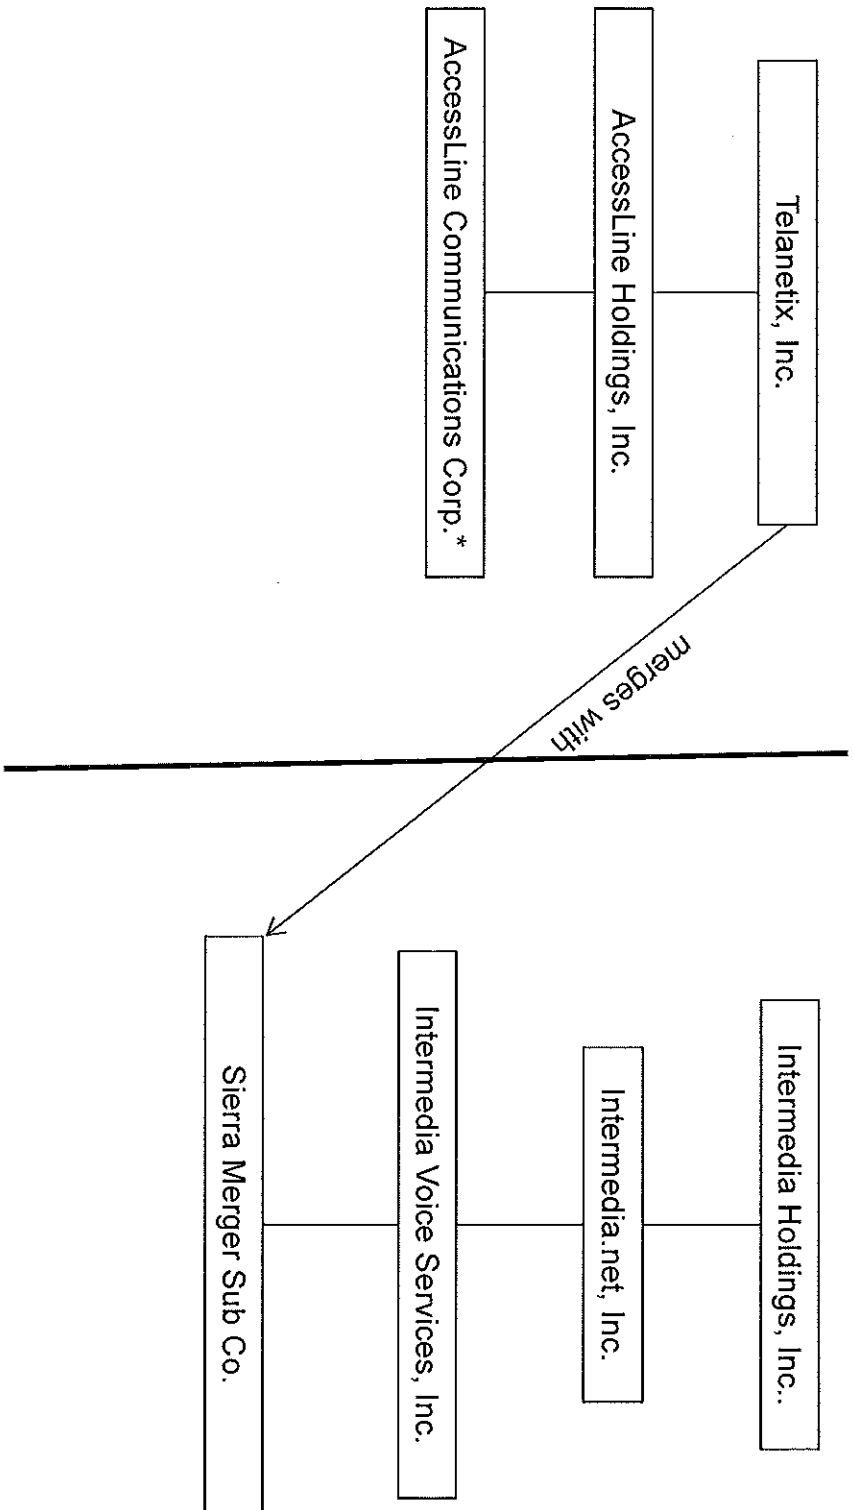 Telanetix, Inc.
AccessLine Holdings, Inc.
AccessLine Communications Corp.*
merges with
Intermedia Holdings, Inc..
Intermedia.net, Inc.
Intermedia Voice Services, Inc.
Sierra Merger Sub Co.